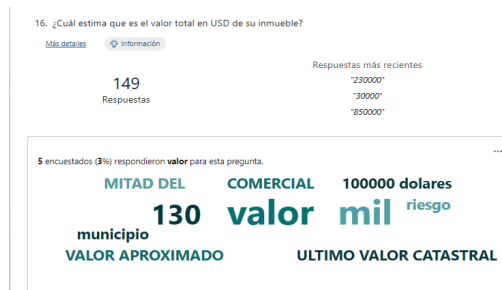 16. ¿Cuál estima que es el valor total en USD de su inmueble?
Más detalles
Información
149
Respuestas
Respuestas más recientes
"230000"
"30000"
"850000"
...
5 encuestados (3%) respondieron valor para esta pregunta.
MITAD DEL COMERCIAL 100000 dolares
130 valor mil riesgo
municipio
VALOR APROXIMADO ULTIMO VALOR CATASTRAL